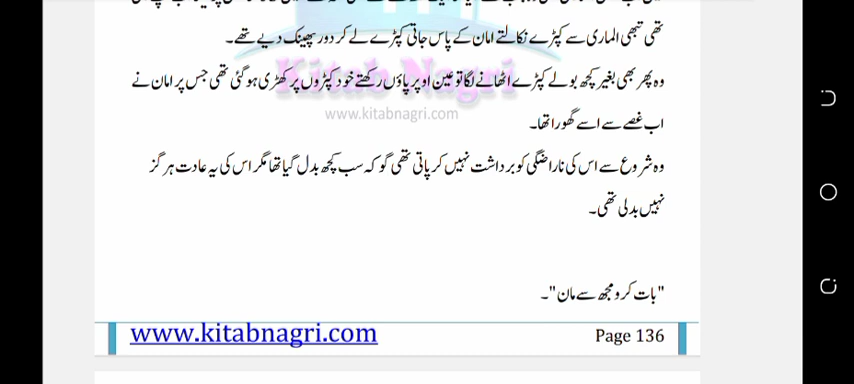 تھی تبھی الماری سے کپڑے نکالتے امان کے پاس جاتی کپڑے لے کر دور پھینک دیے تھے۔
وہ پھر بھی بغیر کچھ بولے کپڑے اٹھانے لگا تو عین اوپر پاؤں رکھتے خود کپڑوں پر کھڑی ہو گئی تھی جس پر امان نے
Kitab Nagri
www.kitabnagri.com
اب غصے سے اسے گھورا تھا۔
وہ شروع سے اس کی ناراضگی کو برداشت نہیں کر پاتی تھی گو کہ سب کچھ بدل گیا تھا مگر اس کی یہ عادت ہرگز
نہیں بدلی تھی۔
"بات کرو مجھ سے مان"۔
www.kitabnagri.com Page 136